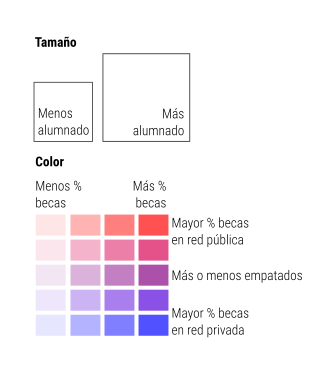 Tamaño
Menos
alumnado
Más
alumnado
Color
Menos %
becas
Más %
becas
Mayor % becas
en red pública
Más o menos empatados
Mayor % becas
en red privada